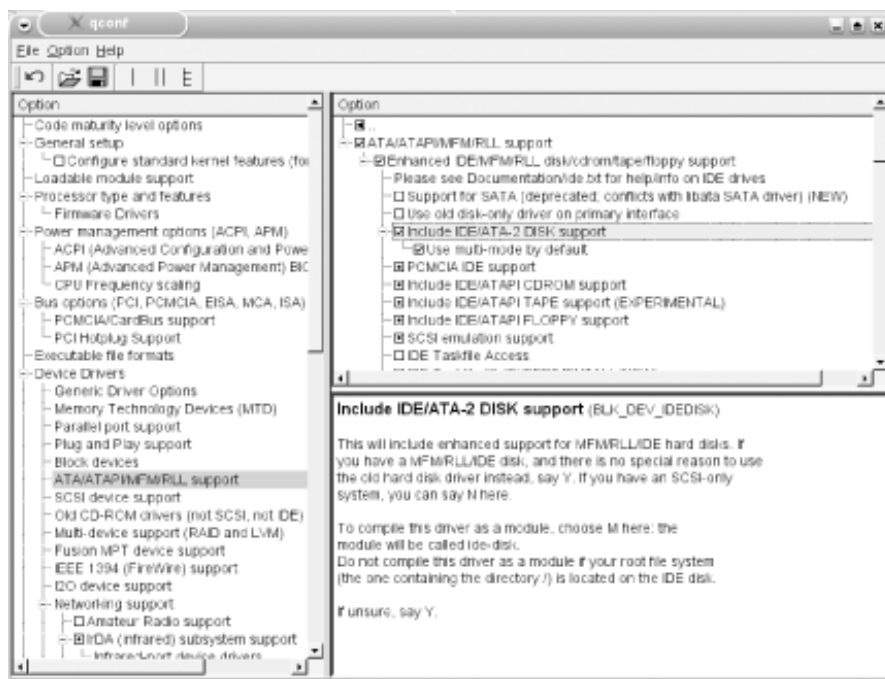 qconf
File Option Help
Option
Code maturity level options
General setup
Configure standard kernel features (for
Loadable module support
Processor type and features
Firmware Drivers
Power management options (ACPI, APM)
ACPI (Advanced Configuration and Powe
APM (Advanced Power Management) BIC
CPU Frequency scaling
Bus options (PCI, PCMCIA, EISA, MCA, ISA)
PCMCIA/CardBus support
PCI Hotplug Support
Executable file formats
Device Drivers
Generic Driver Options
Memory Technology Devices (MTD)
Parallel port support
Plug and Play support
Block devices
ATA/ATAPI/MFM/RLL support
SCSI device support
Old CD-ROM drivers (not SCSI, not IDE)
Multi-device support (RAID and LVM)
Fusion MPT device support
IEEE 1394 (FireWire) support
I2O device support
Networking support
Amateur Radio support
IrDA (infrared) subsystem support
Infrared-port device drivers
Option
..
ATA/ATAPI/MFM/RLL support
Enhanced IDE/MFM/RLL disk/cdrom/tape/floppy support
Please see Documentation/ide.txt for help/info on IDE drives
Support for SATA (deprecated; conflicts with libata SATA driver) (NEW)
Use old disk-only driver on primary interface
Include IDE/ATA-2 DISK support
Use multi-mode by default
PCMCIA IDE support
Include IDE/ATAPI CDROM support
Include IDE/ATAPI TAPE support (EXPERIMENTAL)
Include IDE/ATAPI FLOPPY support
SCSI emulation support
IDE Taskfile Access
Include IDE/ATA-2 DISK support (BLK_DEV_IDEDISK)
This will include enhanced support for MFM/RLL/IDE hard disks. If
you have a MFM/RLL/IDE disk, and there is no special reason to use
the old hard disk driver instead, say Y. If you have an SCSI-only
system, you can say N here.
To compile this driver as a module, choose M here: the
module will be called ide-disk.
Do not compile this driver as a module if your root file system
(the one containing the directory /) is located on the IDE disk.
If unsure, say Y.